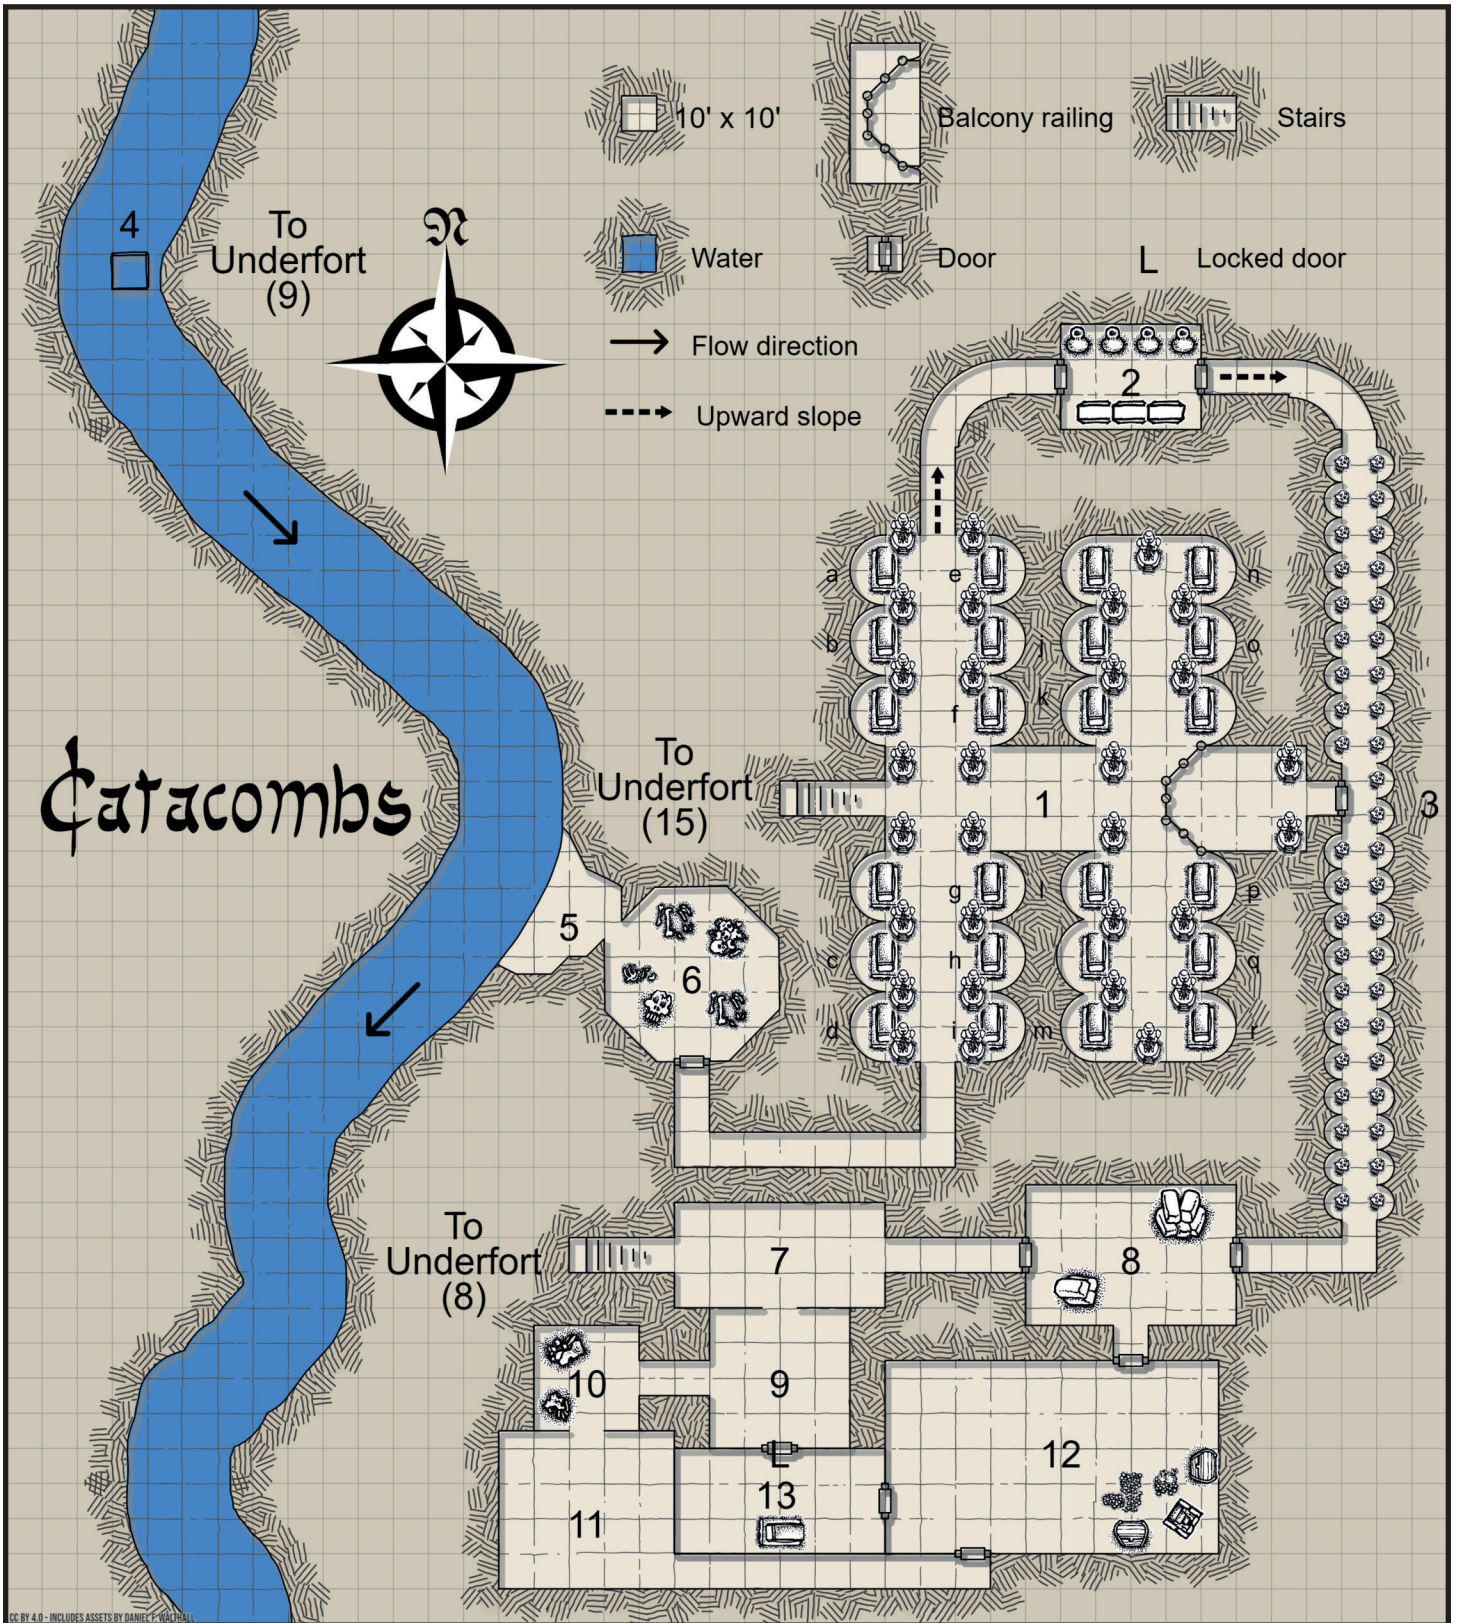 10' x 10'
Balcony railing
Stairs
4
To
Underfort
(9)
N
Water
Door
L
Locked door
Flow direction
Upward slope
2
a
e
n
b
j
o
f
k
Catacombs
To
Underfort
(15)
1
3
g
l
p
5
6
c
h
q
d
i
m
r
To
Underfort
(8)
7
8
10
9
L
12
13
11
CC BY 4.0 - INCLUDES ASSETS BY DANIEL F. WALTHALL